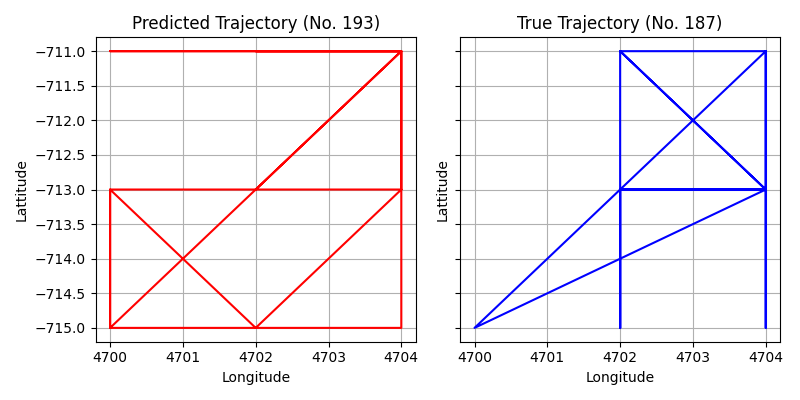 Predicted Trajectory (No. 193)
True Trajectory (No. 187)
−711.0
−711.5
−712.0
−712.5
−713.0
−713.5
−714.0
−714.5
−715.0
Lattitude
Lattitude
4700 4701 4702 4703 4704
4700 4701 4702 4703 4704
Longitude
Longitude